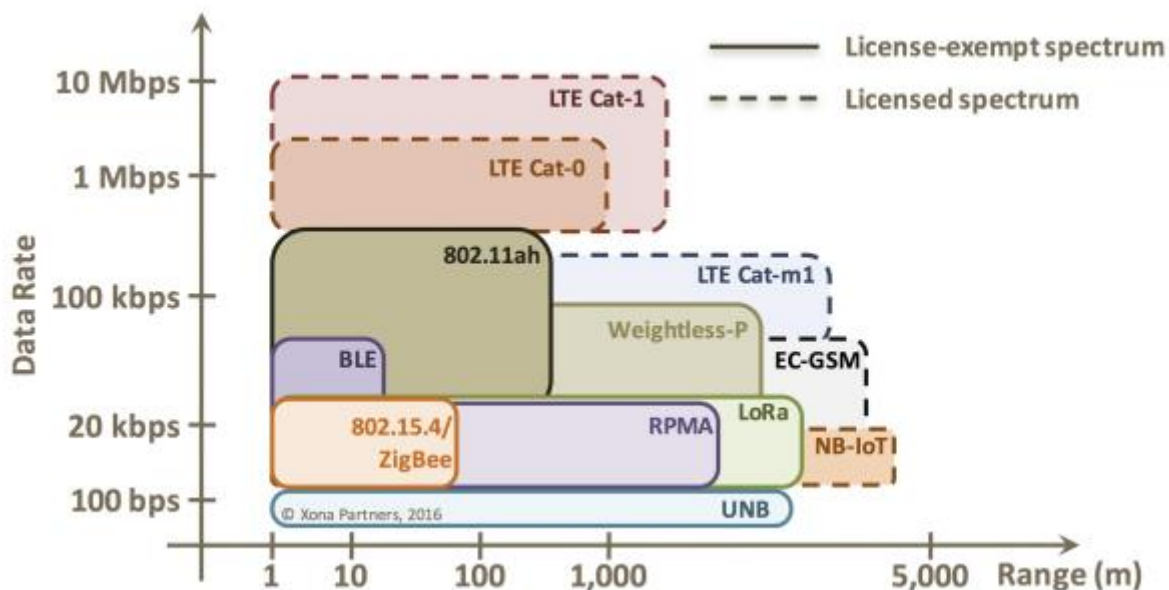 License-exempt spectrum
Licensed spectrum
Data Rate
10 Mbps
1 Mbps
100 kbps
20 kbps
100 bps
LTE Cat-1
LTE Cat-0
802.11ah
LTE Cat-m1
Weightless-P
BLE
EC-GSM
802.15.4/
ZigBee
RPMA
LoRa
NB-IoT
UNB
© Xona Partners, 2016
1 10 100 1,000 5,000 Range (m)